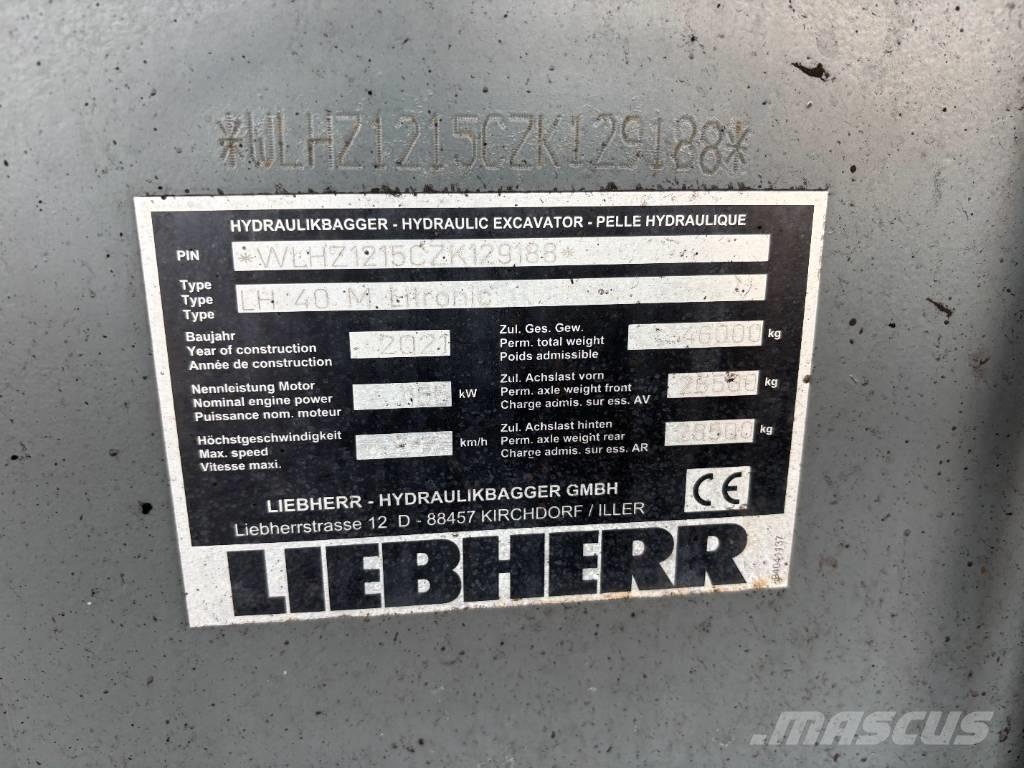 *WLHZ1215CZK129188*
HYDRAULIKBAGGER - HYDRAULIC EXCAVATOR - PELLE HYDRAULIQUE
PIN *WLHZ1215CZK129188*
Type
Type LH 40 M Litronic
Type
Baujahr
Year of construction 2021
Année de construction
Zul. Ges. Gew.
Perm. total weight 46000 kg
Poids admissible
Nennleistung Motor
Nominal engine power kW
Puissance nom. moteur
Zul. Achslast vorn
Perm. axle weight front kg
Charge admis. sur ess. AV
Höchstgeschwindigkeit
Max. speed km/h
Vitesse maxi.
Zul. Achslast hinten
Perm. axle weight rear 28500 kg
Charge admis. sur ess. AR
LIEBHERR - HYDRAULIKBAGGER GMBH
Liebherrstrasse 12 D - 88457 KIRCHDORF / ILLER
CE
LIEBHERR
MASCUS